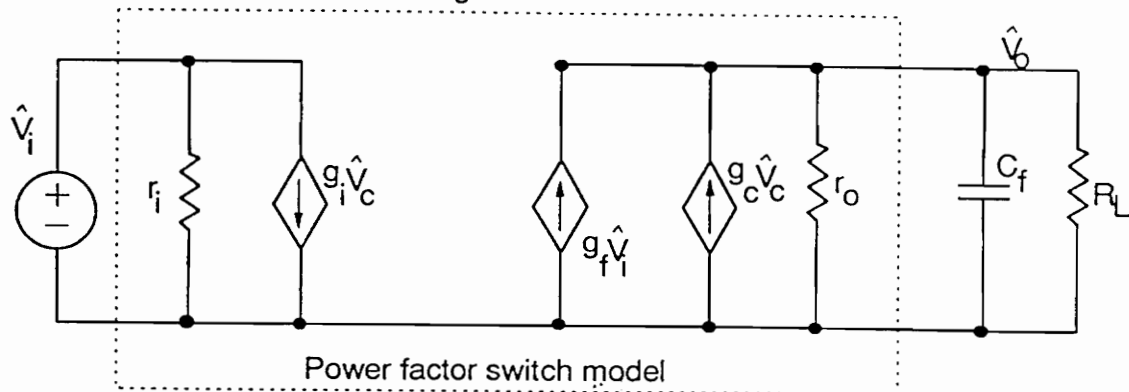 V̂i
ri
giV̂c
gfV̂i
gcV̂c
ro
V̂o
Cf
RL
Power factor switch model